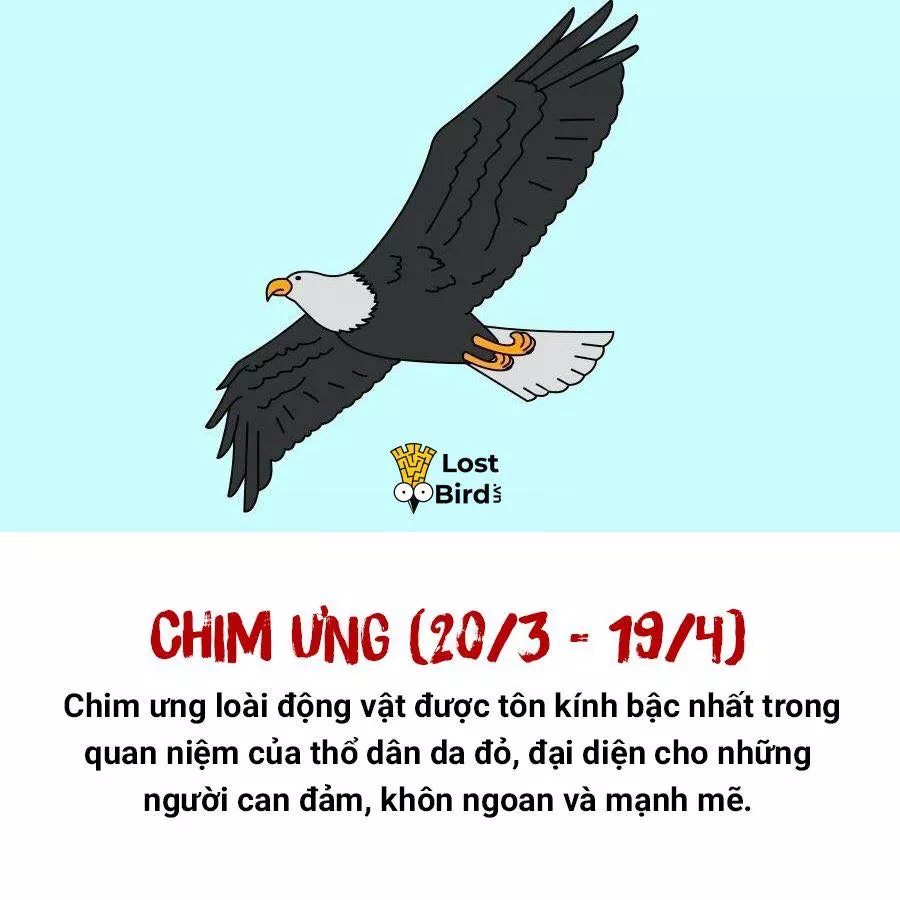 Lost
Bird.vn
CHIM ƯNG (20/3 - 19/4)
Chim ưng loài động vật được tôn kính bậc nhất trong
quan niệm của thổ dân da đỏ, đại diện cho những
người can đảm, khôn ngoan và mạnh mẽ.